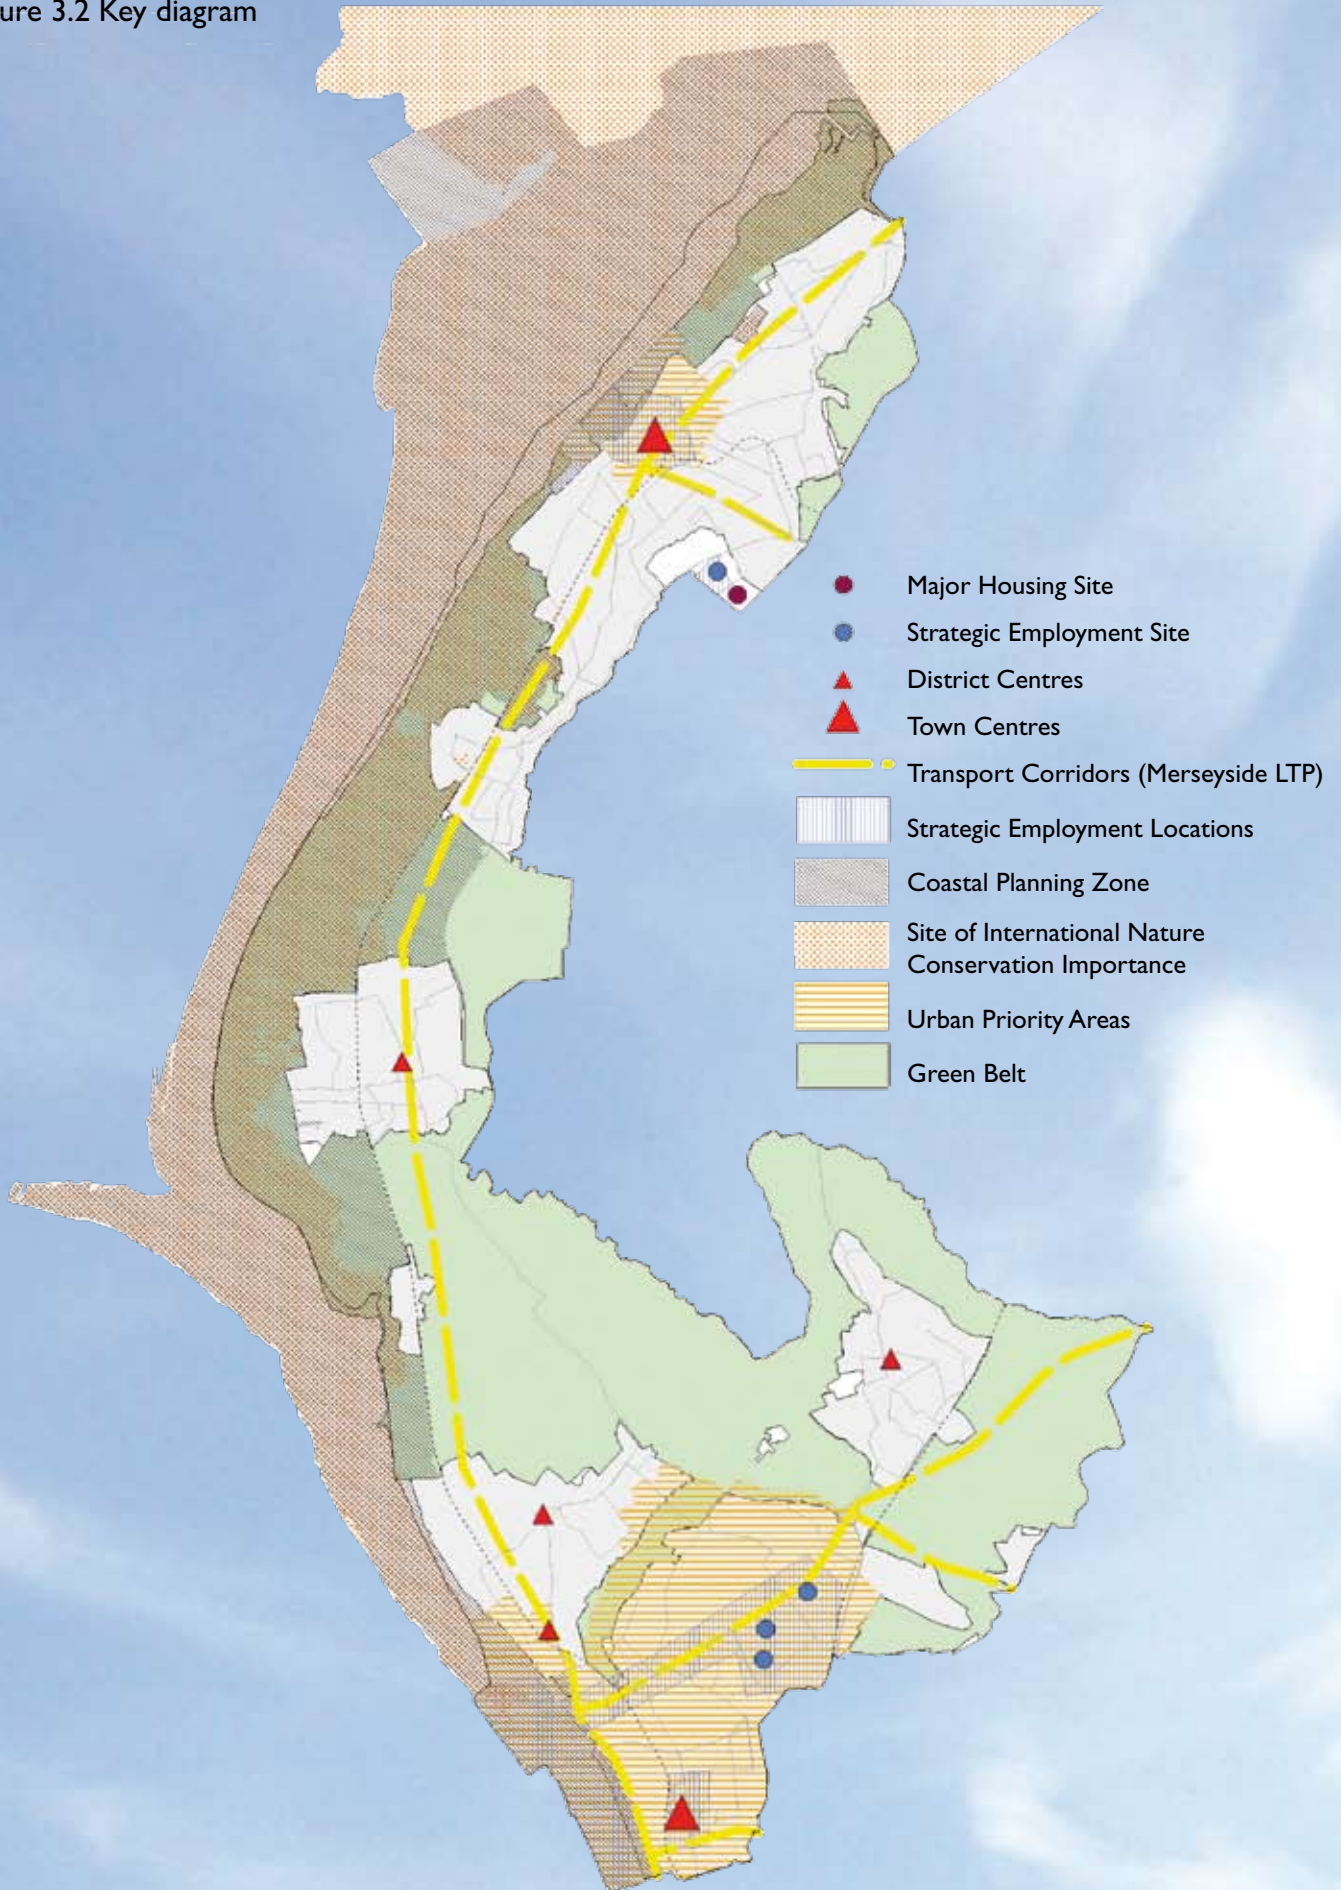 ure 3.2 Key diagram
Major Housing Site
Strategic Employment Site
District Centres
Town Centres
Transport Corridors (Merseyside LTP)
Strategic Employment Locations
Coastal Planning Zone
Site of International Nature
Conservation Importance
Urban Priority Areas
Green Belt